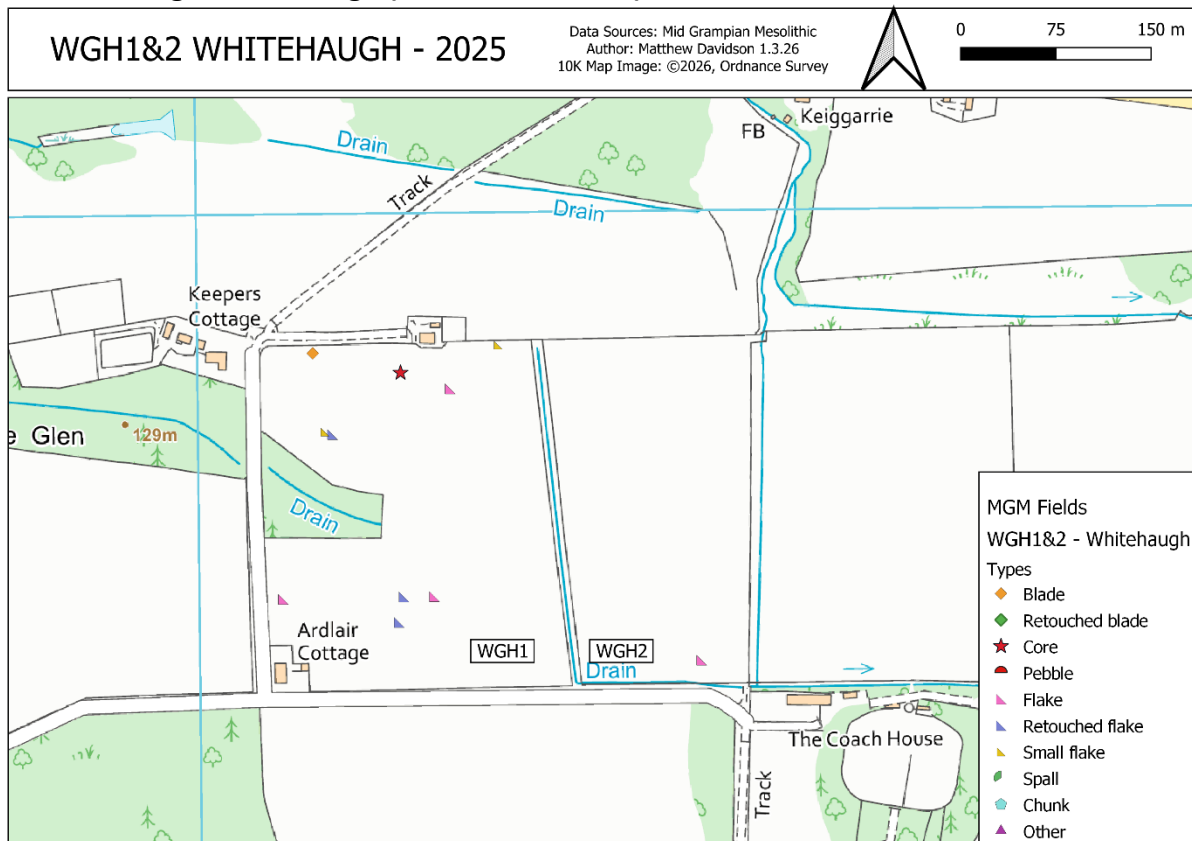 WGH1&2 WHITEHAUGH - 2025
Data Sources: Mid Grampian Mesolithic
Author: Matthew Davidson 1.3.26
10K Map Image: ©2026, Ordnance Survey
0 75 150 m
Keiggarrie
FB
Drain
Track
Drain
Keepers
Cottage
129m
Glen
Drain
Ardlair
Cottage
WGH1
WGH2
Drain
The Coach House
Track
MGM Fields
WGH1&2 - Whitehaugh
Types
Blade
Retouched blade
Core
Pebble
Flake
Retouched flake
Small flake
Spall
Chunk
Other